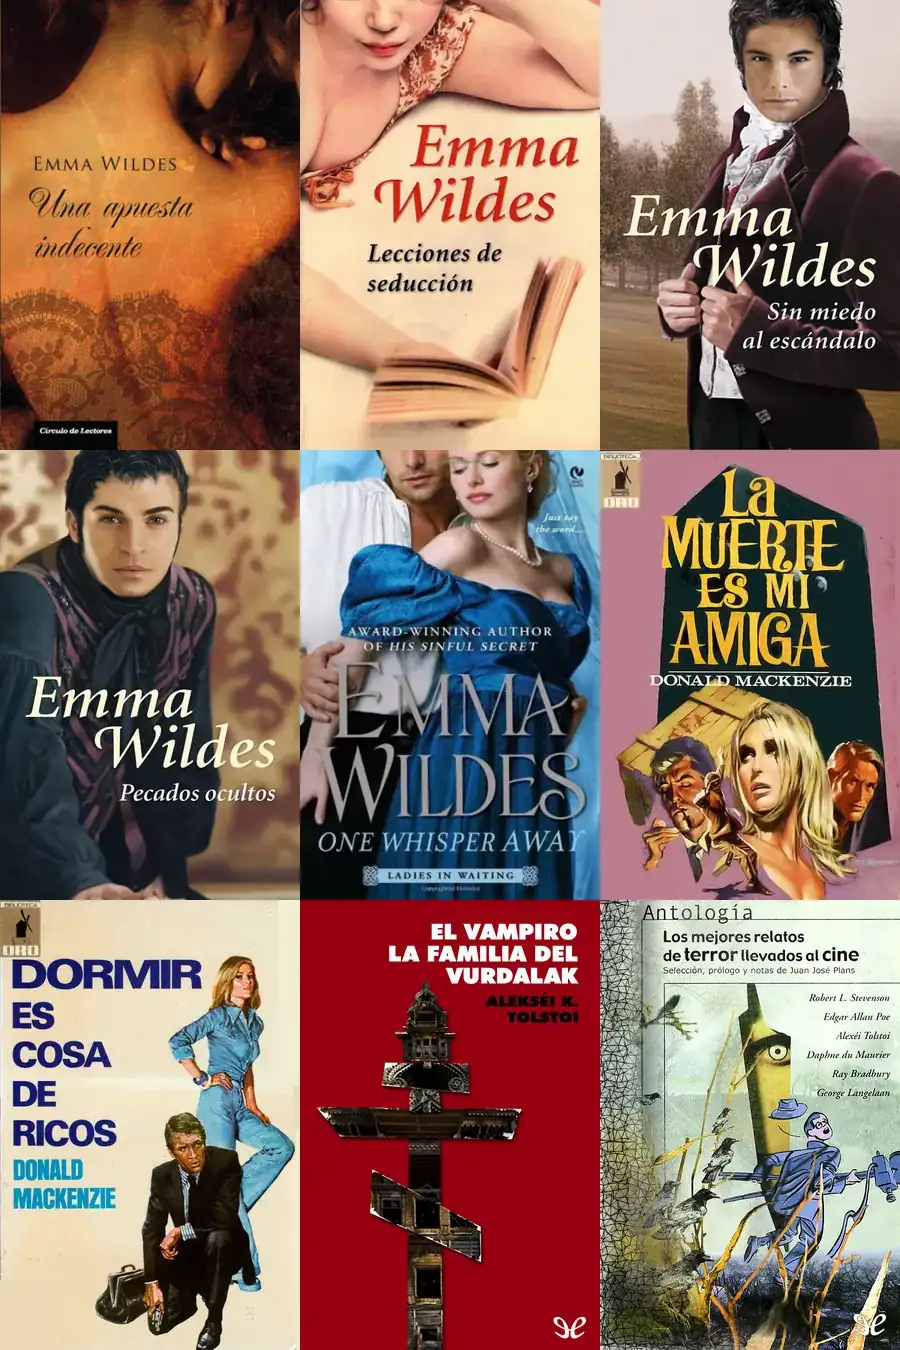 EMMA WILDES
Una apuesta
indecente
Círculo de Lectores
Emma
Wildes
Lecciones de
seducción
Emma
Wildes
Sin miedo
al escándalo
Emma
Wildes
Pecados ocultos
Just say
the word...
AWARD-WINNING AUTHOR
OF HIS SINFUL SECRET
EMMA
WILDES
ONE WHISPER AWAY
LADIES IN WAITING
Copyrighted Material
BIBLIOTECA
ORO
La
MUERTE
ES MI
AMIGA
DONALD MACKENZIE
BIBLIOTECA
ORO
DORMIR
ES
COSA
DE
RICOS
DONALD
MACKENZIE
EL VAMPIRO
LA FAMILIA DEL
VURDALAK
ALEKSÉI K.
TOLSTOI
Antología
Los mejores relatos
de terror llevados al cine
Selección, prólogo y notas de Juan José Plans
Robert L. Stevenson
Edgar Allan Poe
Alexéi Tolstoi
Daphne du Maurier
Ray Bradbury
George Langelaan